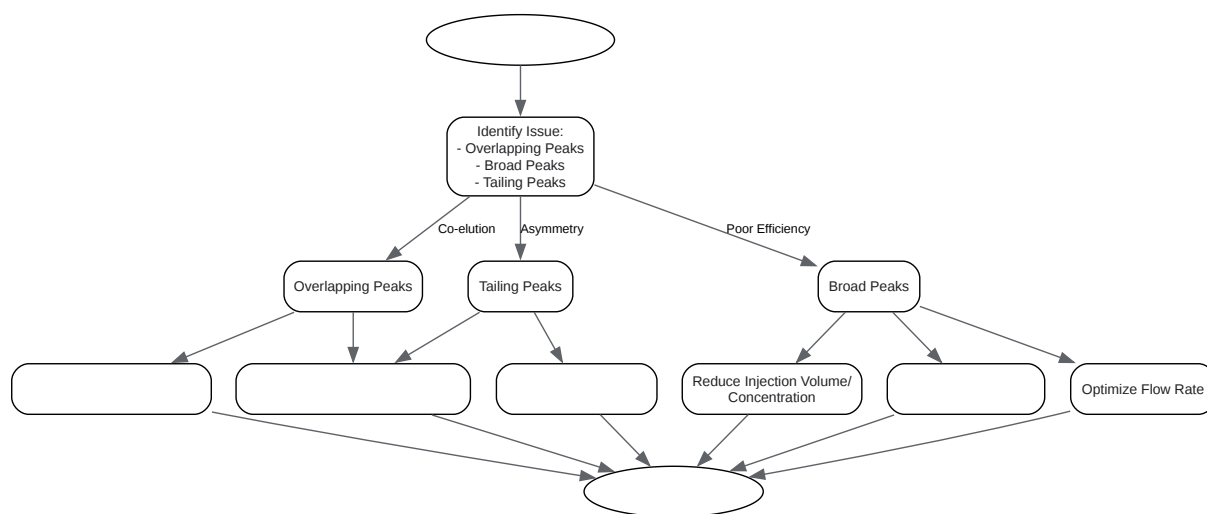 Identify Issue:
- Overlapping Peaks
- Broad Peaks
- Tailing Peaks
Co-elution
Asymmetry
Poor Efficiency
Overlapping Peaks
Tailing Peaks
Broad Peaks
Reduce Injection Volume/
Concentration
Optimize Flow Rate